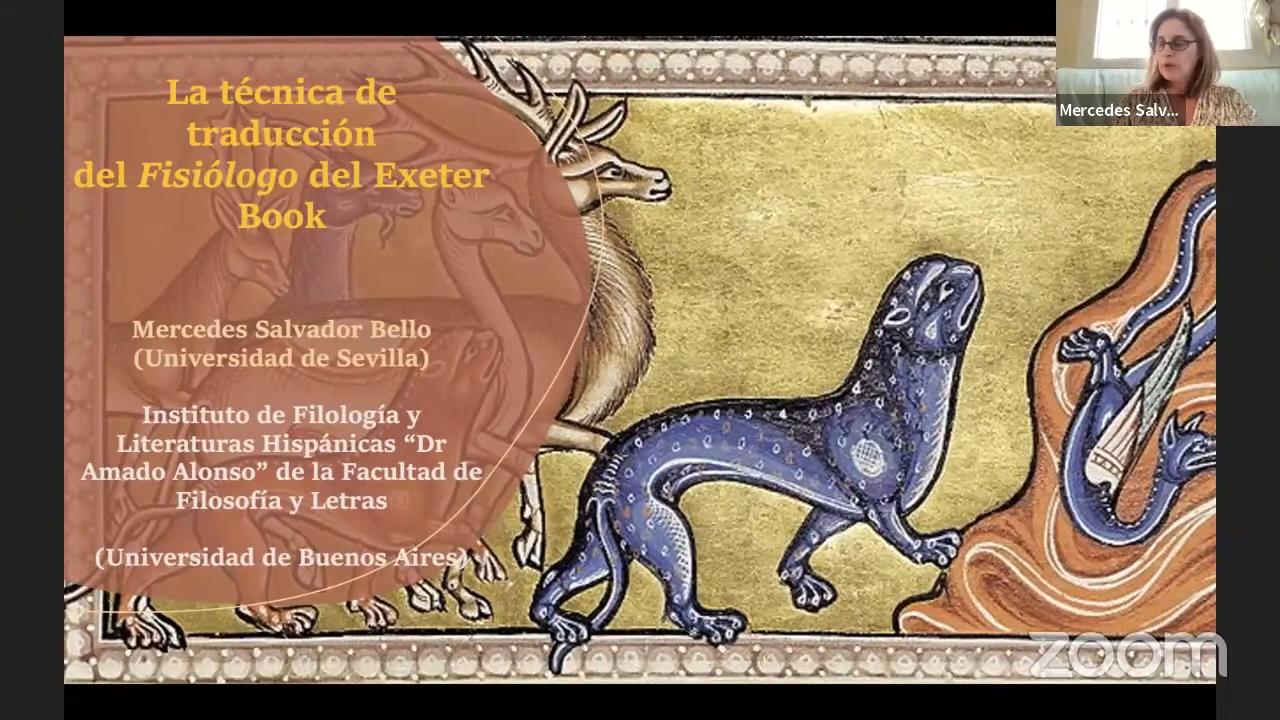 La técnica de
traducción
del Fisiólogo del Exeter
Book
Mercedes Salvador Bello
(Universidad de Sevilla)
Instituto de Filología y
Literaturas Hispánicas “Dr
Amado Alonso” de la Facultad de
Filosofía y Letras
(Universidad de Buenos Aires)
Mercedes Salv...
zoom